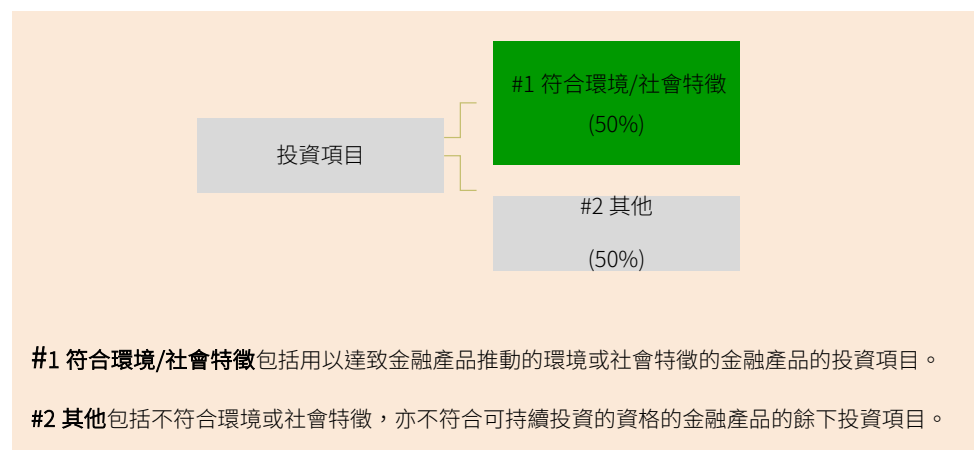 #1 符合環境/社會特徵
(50%)
投資項目
#2 其他
(50%)
#1 符合環境/社會特徵包括用以達致金融產品推動的環境或社會特徵的金融產品的投資項目。
#2 其他包括不符合環境或社會特徵，亦不符合可持續投資的資格的金融產品的餘下投資項目。